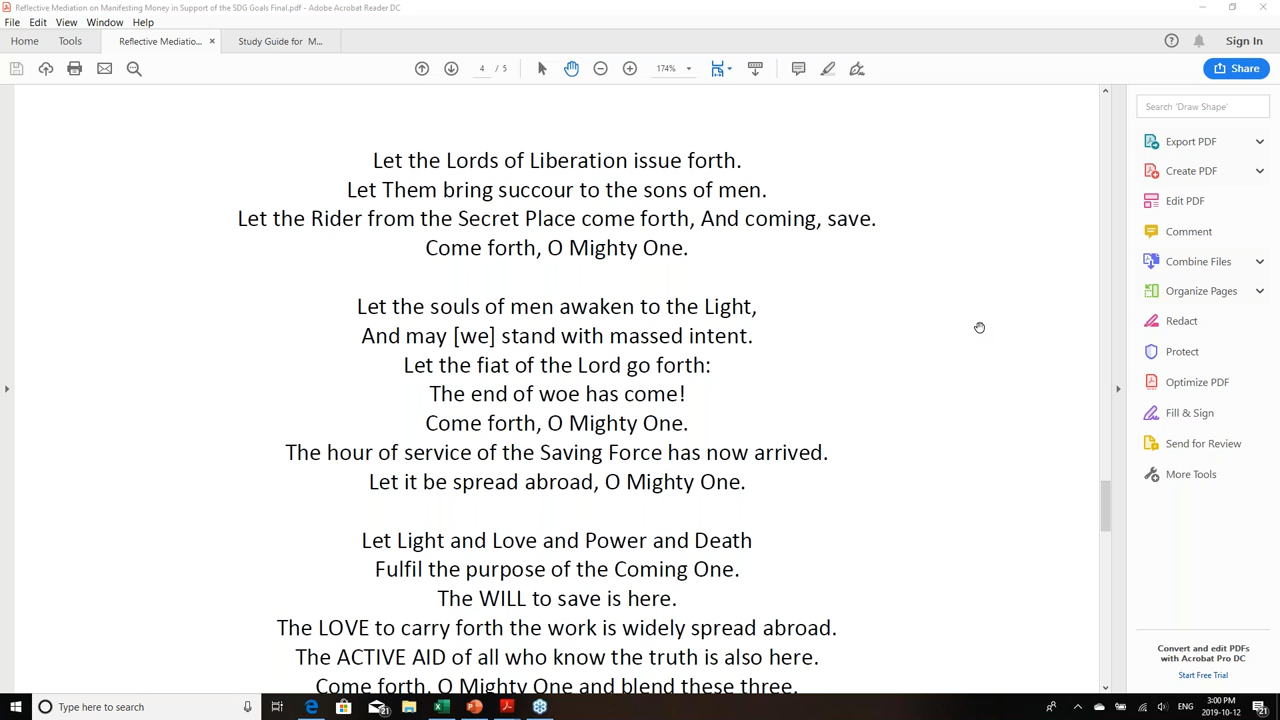 Reflective Mediation on Manifesting Money in Support of the SDG Goals Final.pdf - Adobe Acrobat Reader DC
File Edit View Window Help
Home Tools Reflective Mediatio... × Study Guide for M... Sign In
4 / 5 174% Share
Let the Lords of Liberation issue forth.
Let Them bring succour to the sons of men.
Let the Rider from the Secret Place come forth, And coming, save.
Come forth, O Mighty One.
Let the souls of men awaken to the Light,
And may [we] stand with massed intent.
Let the fiat of the Lord go forth:
The end of woe has come!
Come forth, O Mighty One.
The hour of service of the Saving Force has now arrived.
Let it be spread abroad, O Mighty One.
Let Light and Love and Power and Death
Fulfil the purpose of the Coming One.
The WILL to save is here.
The LOVE to carry forth the work is widely spread abroad.
The ACTIVE AID of all who know the truth is also here.
Come forth, O Mighty One and blend these three.
Search 'Draw Shape'
Export PDF
Create PDF
Edit PDF
Comment
Combine Files
Organize Pages
Redact
Protect
Optimize PDF
Fill & Sign
Send for Review
More Tools
Convert and edit PDFs
with Acrobat Pro DC
Start Free Trial
Type here to search
21
ENG
3:00 PM
2019-10-12
21